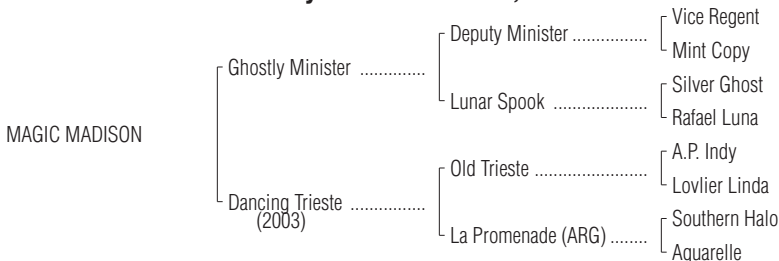 Vice Regent
Deputy Minister ................
Mint Copy
Ghostly Minister ..............
Silver Ghost
Lunar Spook ....................
Rafael Luna
MAGIC MADISON
A.P. Indy
Old Trieste ........................
Lovlier Linda
Dancing Trieste ................
(2003)
Southern Halo
La Promenade (ARG) ........
Aquarelle